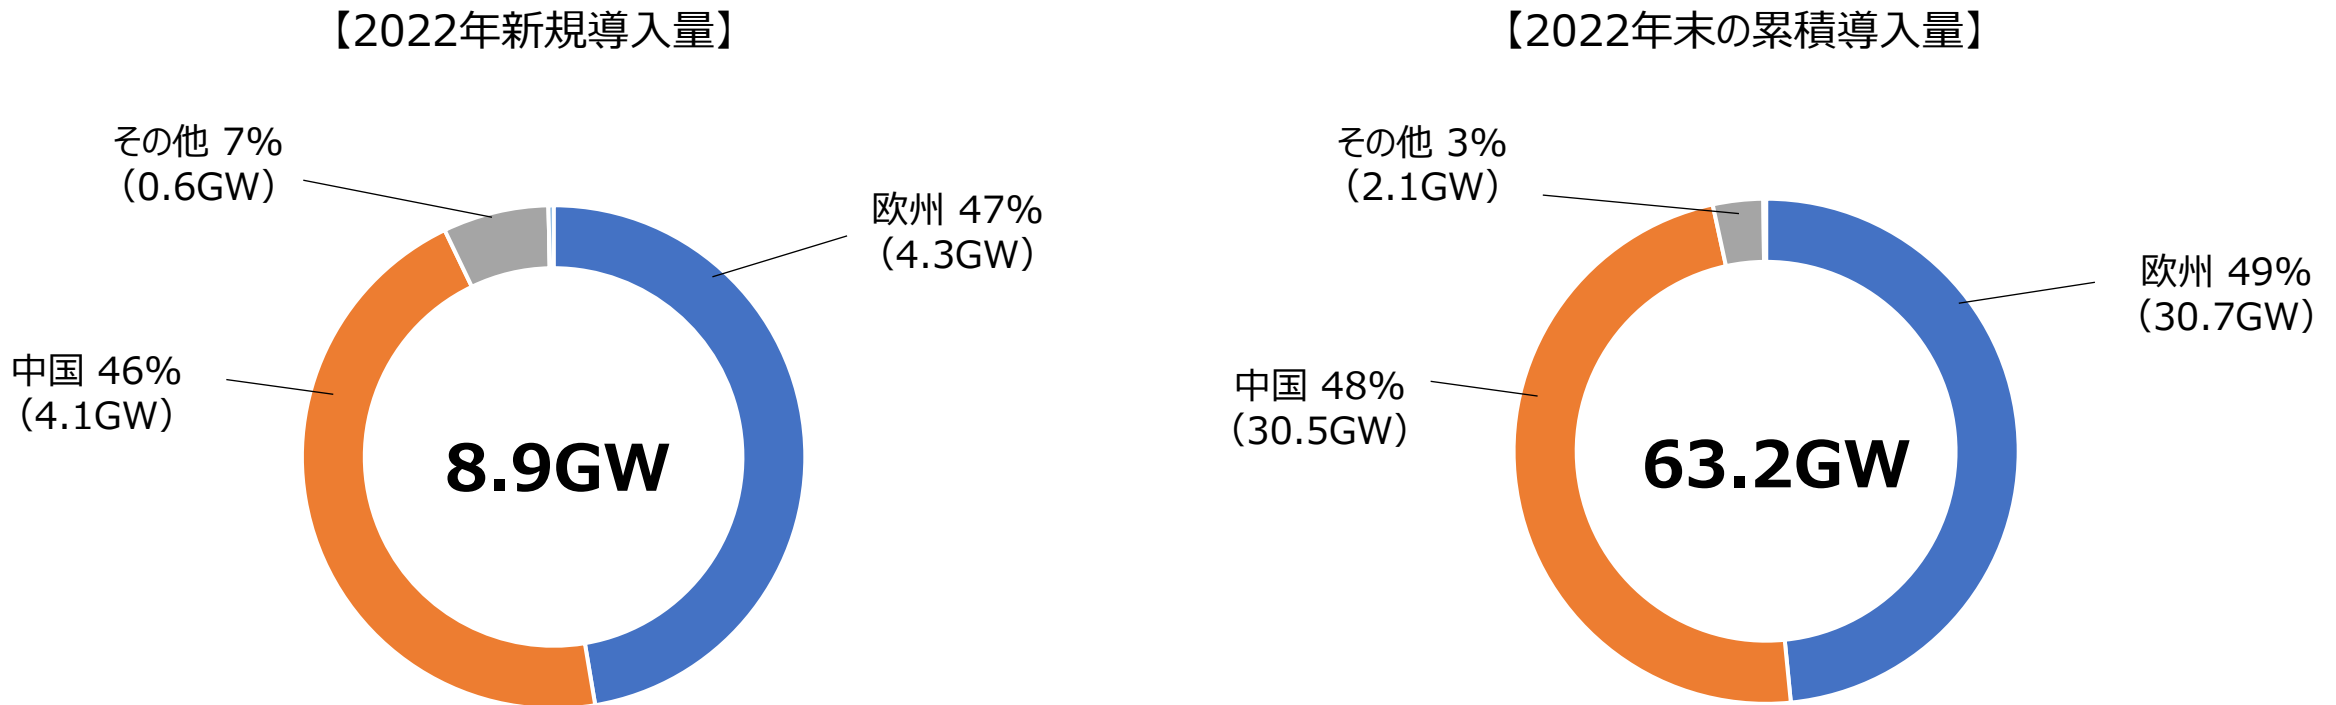 【2022年新規導入量】
その他 7%
（0.6GW）
欧州 47%
（4.3GW）
中国 46%
（4.1GW）
8.9GW
【2022年末の累積導入量】
その他 3%
（2.1GW）
欧州 49%
（30.7GW）
中国 48%
（30.5GW）
63.2GW